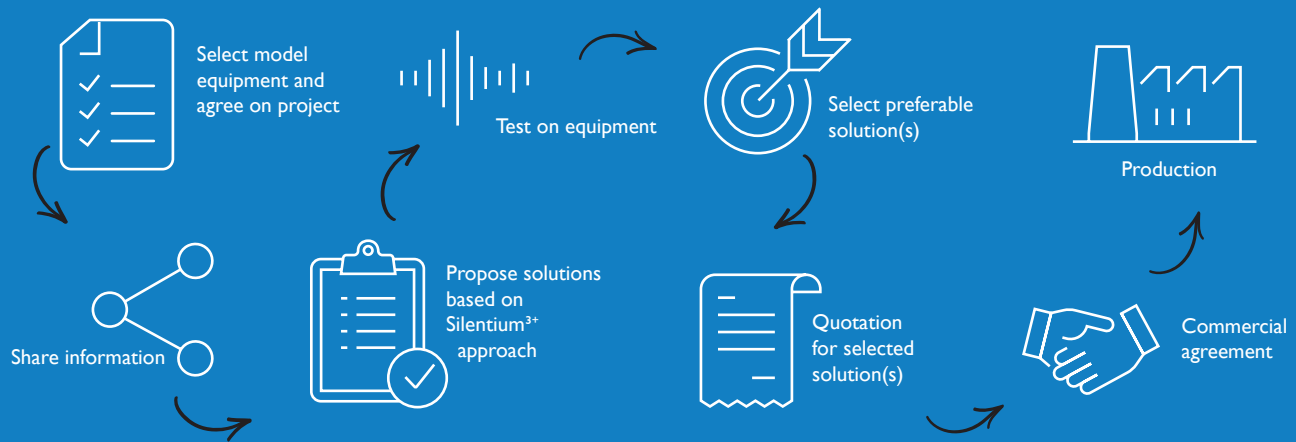 Select model
equipment and
agree on project
Share information
Propose solutions
based on
Silentium³⁺
approach
Test on equipment
Select preferable
solution(s)
Quotation
for selected
solution(s)
Commercial
agreement
Production